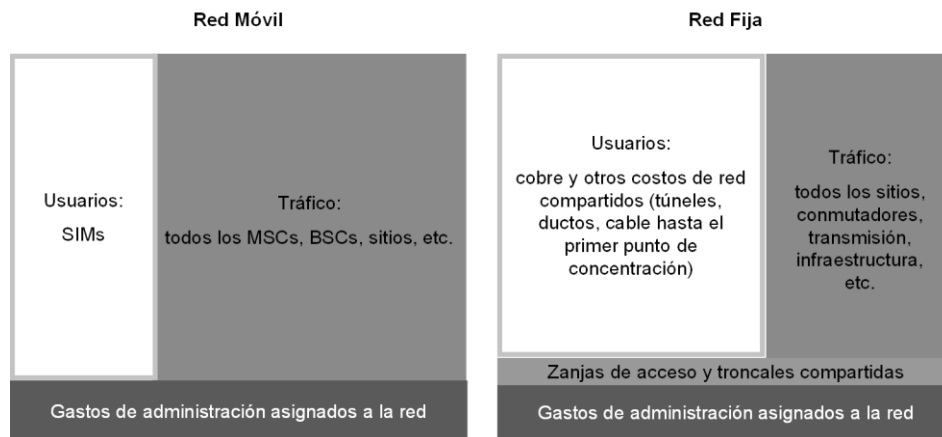 Red Móvil
Usuarios:
SIMs
Tráfico:
todos los MSCs, BSCs, sitios, etc.
Gastos de administración asignados a la red
Red Fija
Usuarios:
cobre y otros costos de red
compartidos (túneles,
ductos, cable hasta el
primer punto de
concentración)
Tráfico:
todos los sitios,
conmutadores,
transmisión,
infraestructura,
etc.
Zanjas de acceso y troncales compartidas
Gastos de administración asignados a la red